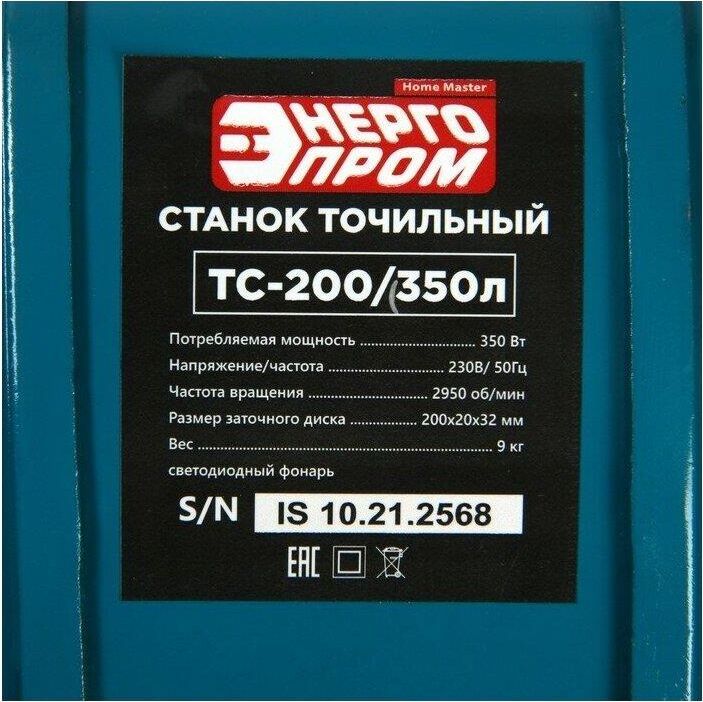 Home Master
ЭНЕРГО
ПРОМ
СТАНОК ТОЧИЛЬНЫЙ
ТС-200/350л
Потребляемая мощность ........................ 350 Вт
Напряжение/частота ........................ 230В/ 50Гц
Частота вращения ........................ 2950 об/мин
Размер заточного диска ............... 200x20x32 мм
Вес ...................................................... 9 кг
светодиодный фонарь
S/N IS 10.21.2568
EAC